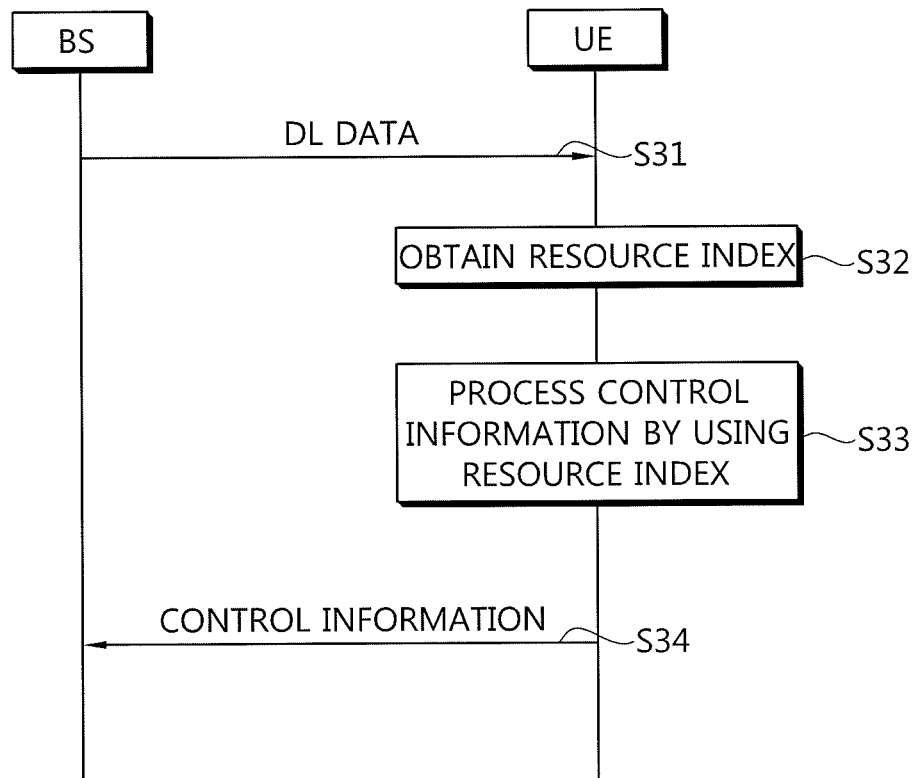 BS
UE
DL DATA
S31
OBTAIN RESOURCE INDEX
S32
PROCESS CONTROL
INFORMATION BY USING
RESOURCE INDEX
S33
CONTROL INFORMATION
S34